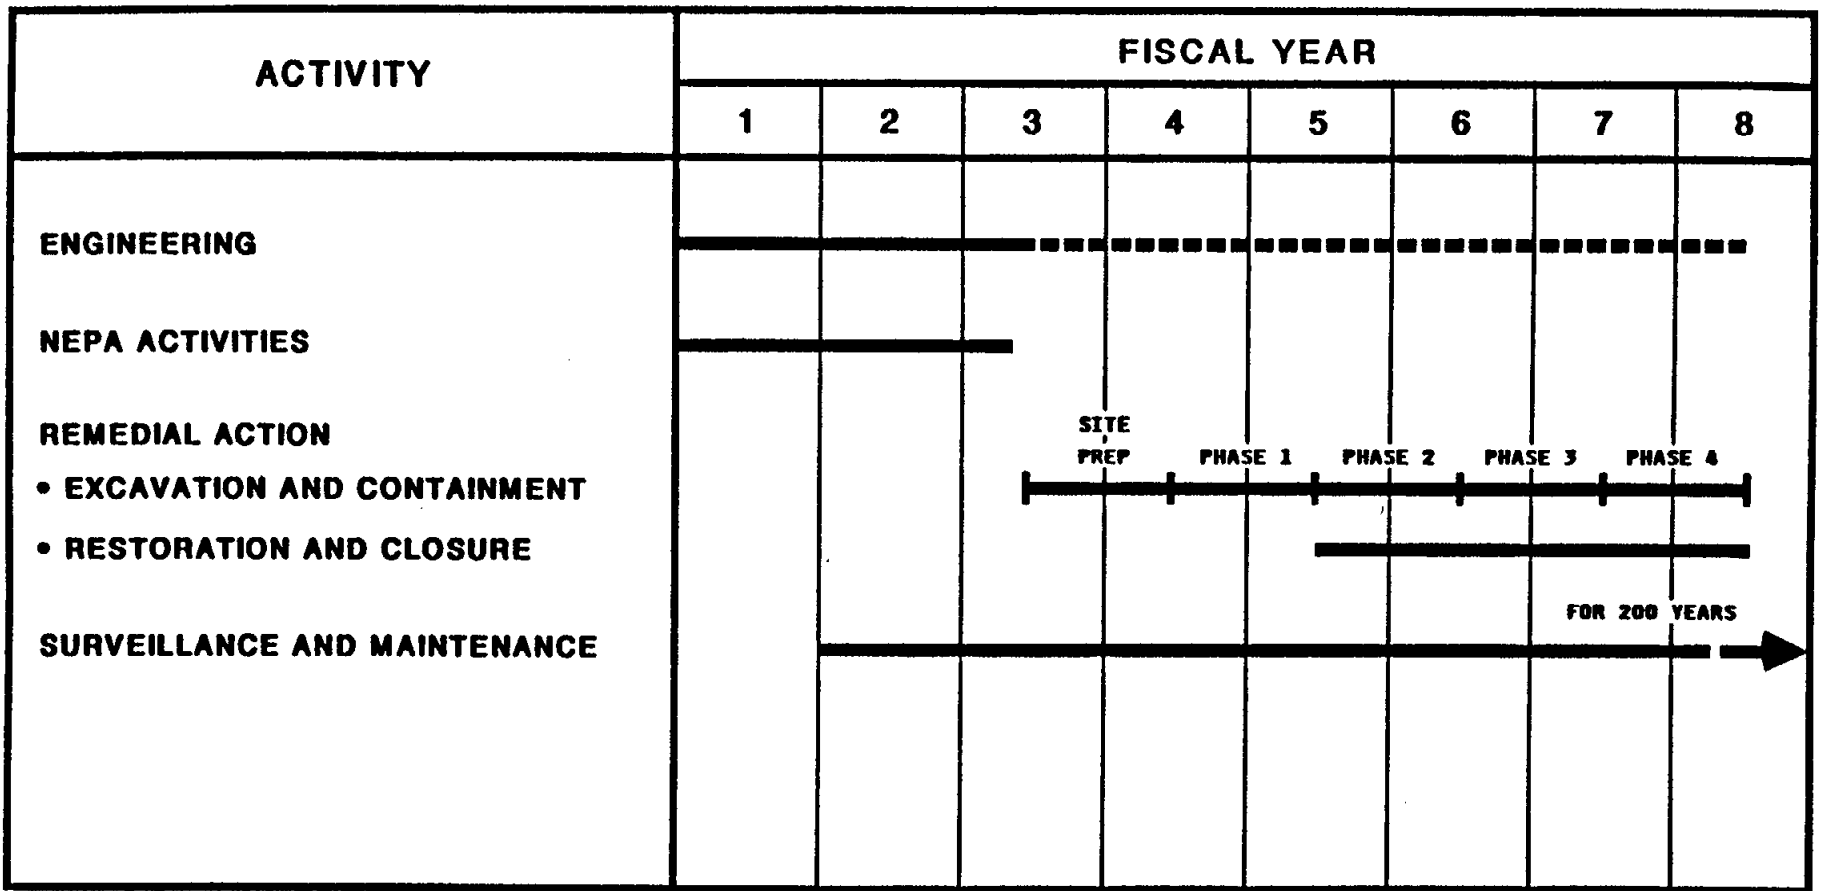 ACTIVITY
FISCAL YEAR
1 2 3 4 5 6 7 8
ENGINEERING
NEPA ACTIVITIES
REMEDIAL ACTION
SITE
PREP PHASE 1 PHASE 2 PHASE 3 PHASE 4
• EXCAVATION AND CONTAINMENT
• RESTORATION AND CLOSURE
FOR 200 YEARS
SURVEILLANCE AND MAINTENANCE